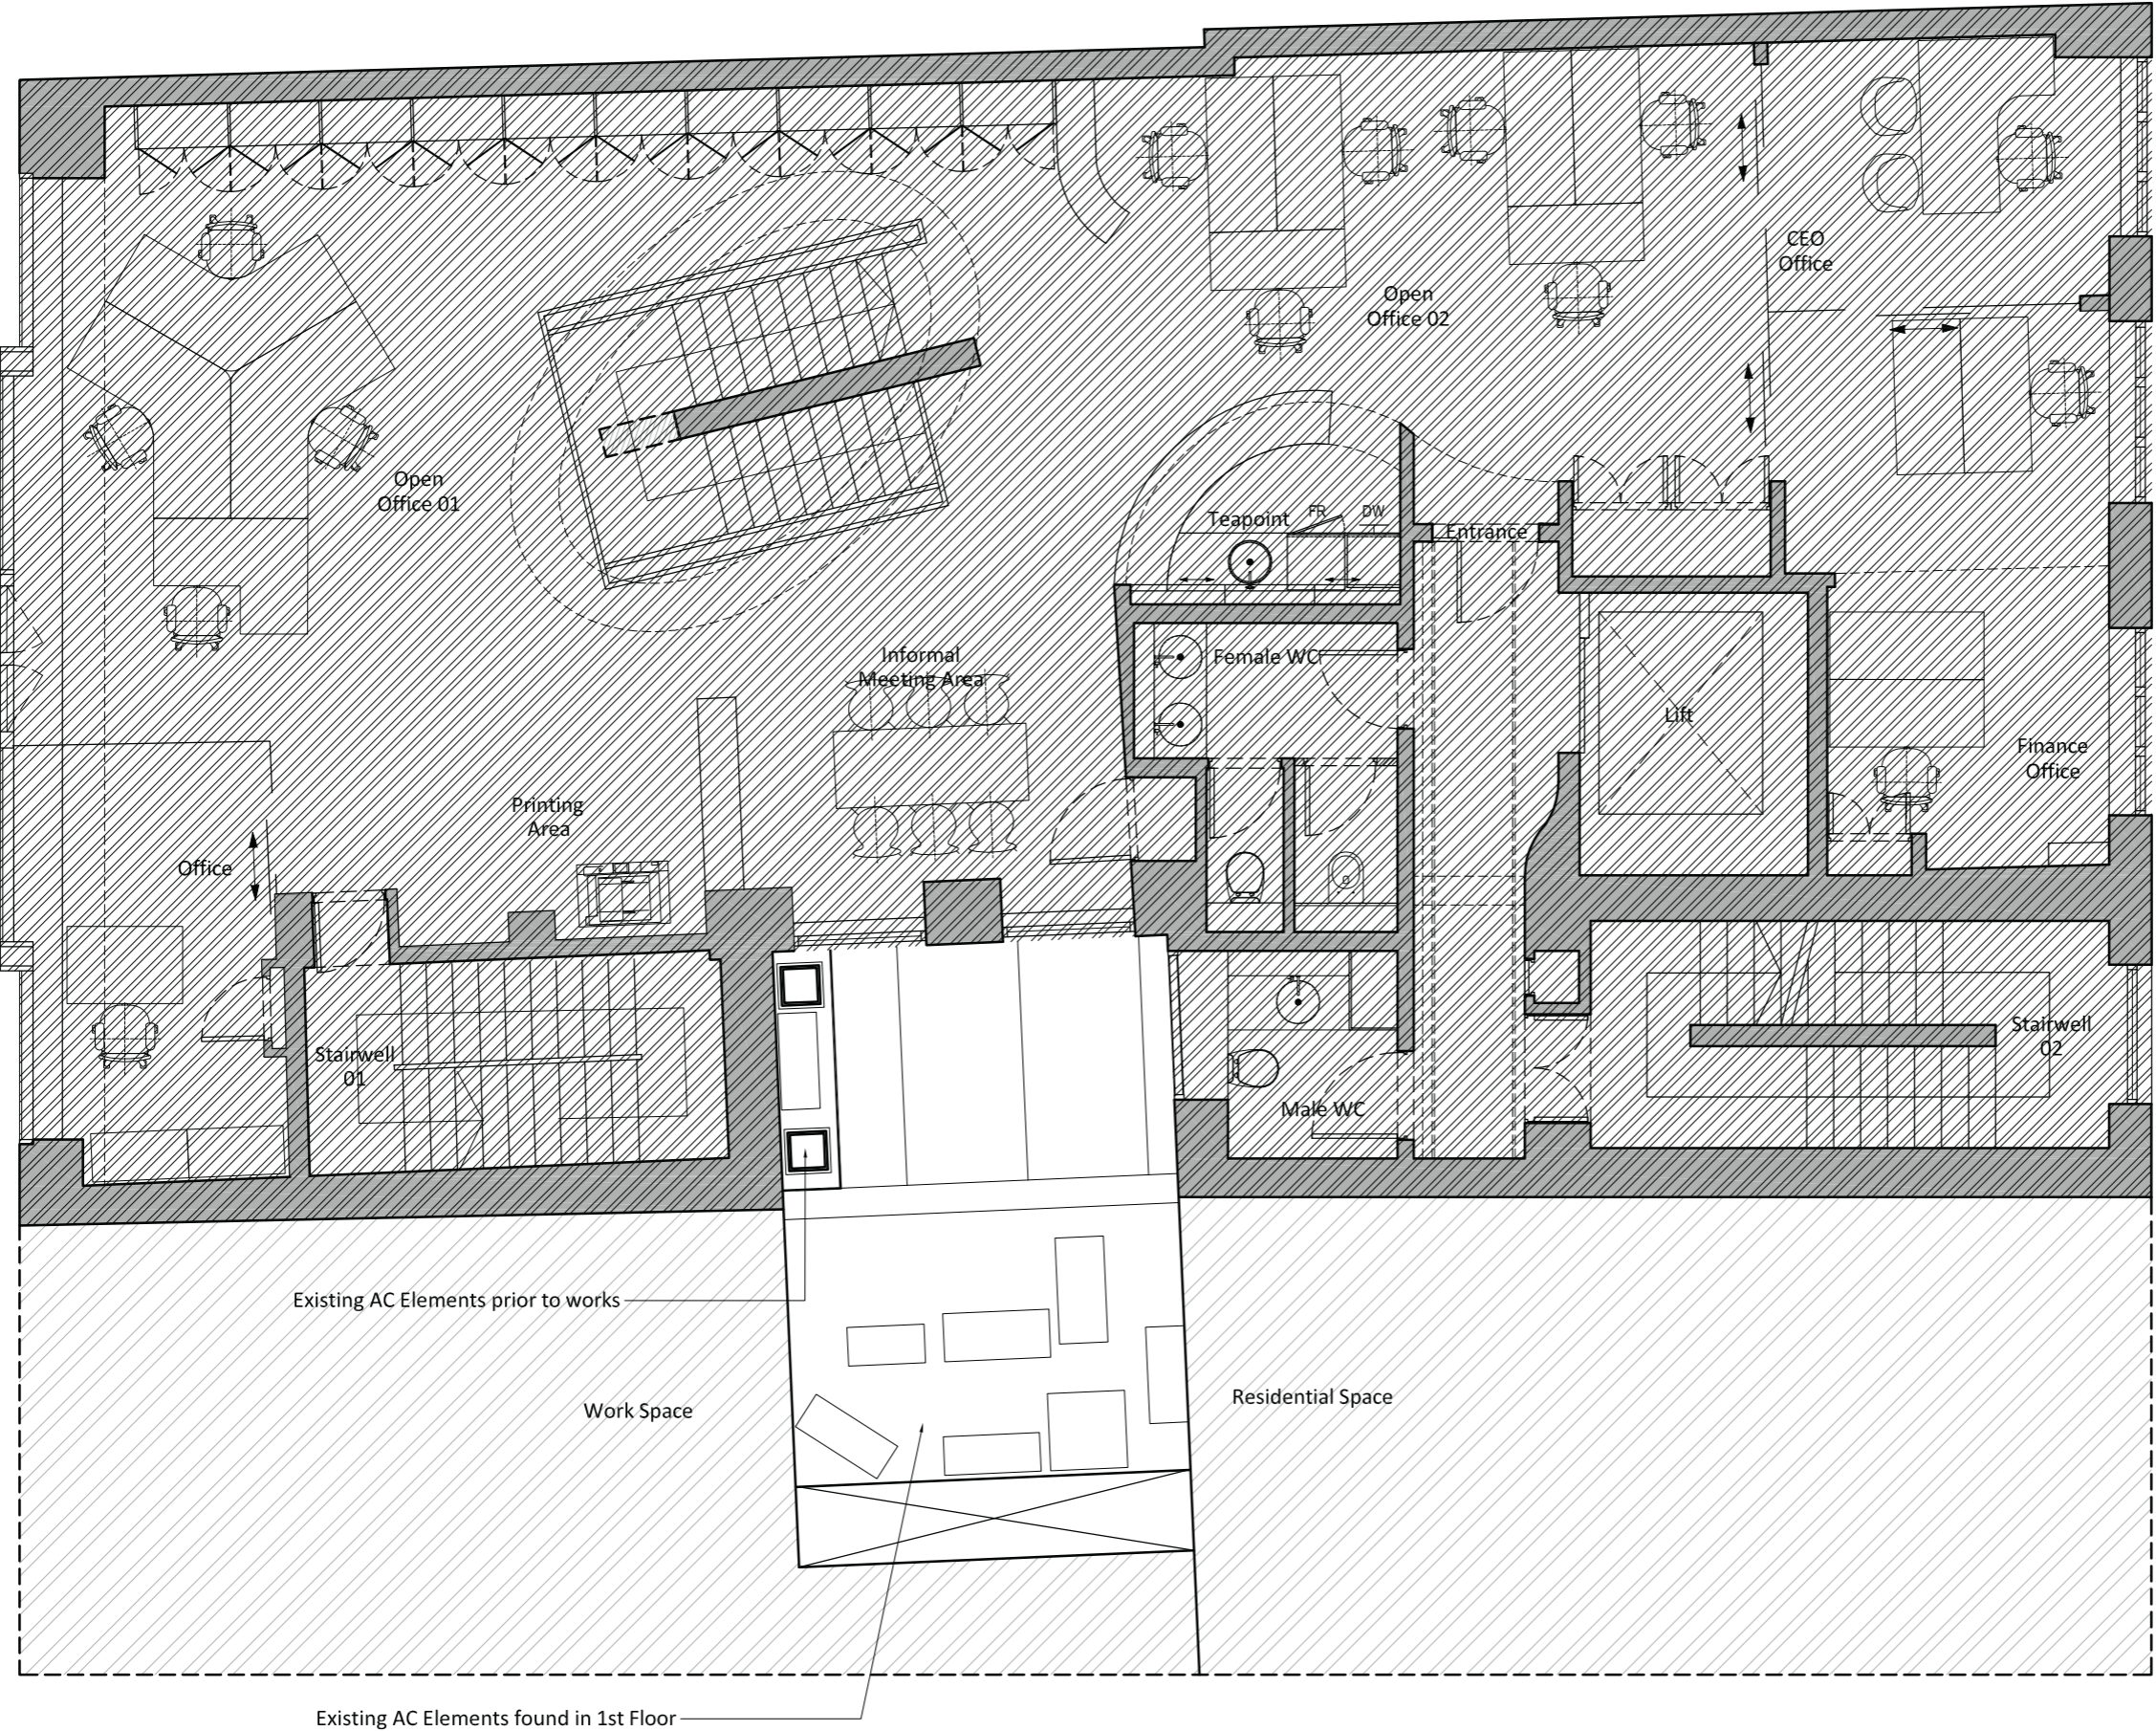 CEO
Office
Open
Office 02
Open
Office 01
Teapoint
FR
DW
Entrance
Informal
Meeting Area
Female WC
Lift
Finance
Office
Printing
Area
Office
Stairwell
01
Stairwell
02
Male WC
Existing AC Elements prior to works
Work Space
Residential Space
Existing AC Elements found in 1st Floor